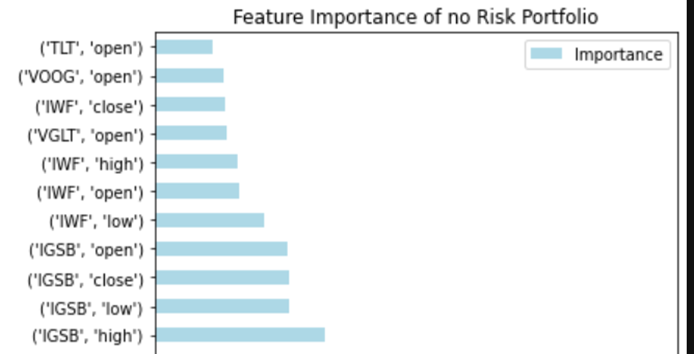 Feature Importance of no Risk Portfolio
Importance
('TLT', 'open')
('VOOG', 'open')
('IWF', 'close')
('VGLT', 'open')
('IWF', 'high')
('IWF', 'open')
('IWF', 'low')
('IGSB', 'open')
('IGSB', 'close')
('IGSB', 'low')
('IGSB', 'high')